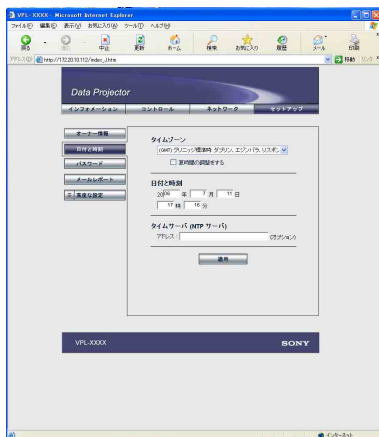 VPL-XXXX - Microsoft Internet Explorer
ファイル(F) 編集(E) 表示(V) お気に入り(A) ツール(T) ヘルプ(H)
戻る 進む 中止 更新 ホーム 検索 お気に入り 履歴 メール 印刷
アドレス(D) http://172.20.10.112/index_J.htm 移動 リンク
Data Projector
インフォメーション コントロール ネットワーク セットアップ
オーナー情報
日付と時刻
パスワード
メールレポート
高度な設定
タイムゾーン
(GMT) グリニッジ標準時: ダブリン、エジンバラ、リスボン
夏時間の調整をする
日付と時刻
2006 年 7 月 11 日
17 時 16 分
タイムサーバ (NTP サーバ)
アドレス : (オプション)
適用
VPL-XXXX SONY
インターネット